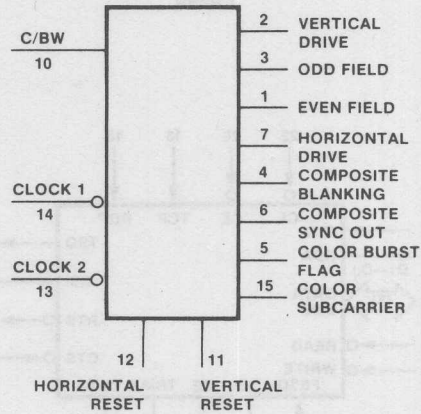 C/BW
10
CLOCK 1
14
CLOCK 2
13
2 VERTICAL
DRIVE
3 ODD FIELD
1 EVEN FIELD
7 HORIZONTAL
DRIVE
4 COMPOSITE
BLANKING
6 COMPOSITE
SYNC OUT
5 COLOR BURST
FLAG
15 COLOR
SUBCARRIER
12 11
HORIZONTAL VERTICAL
RESET RESET